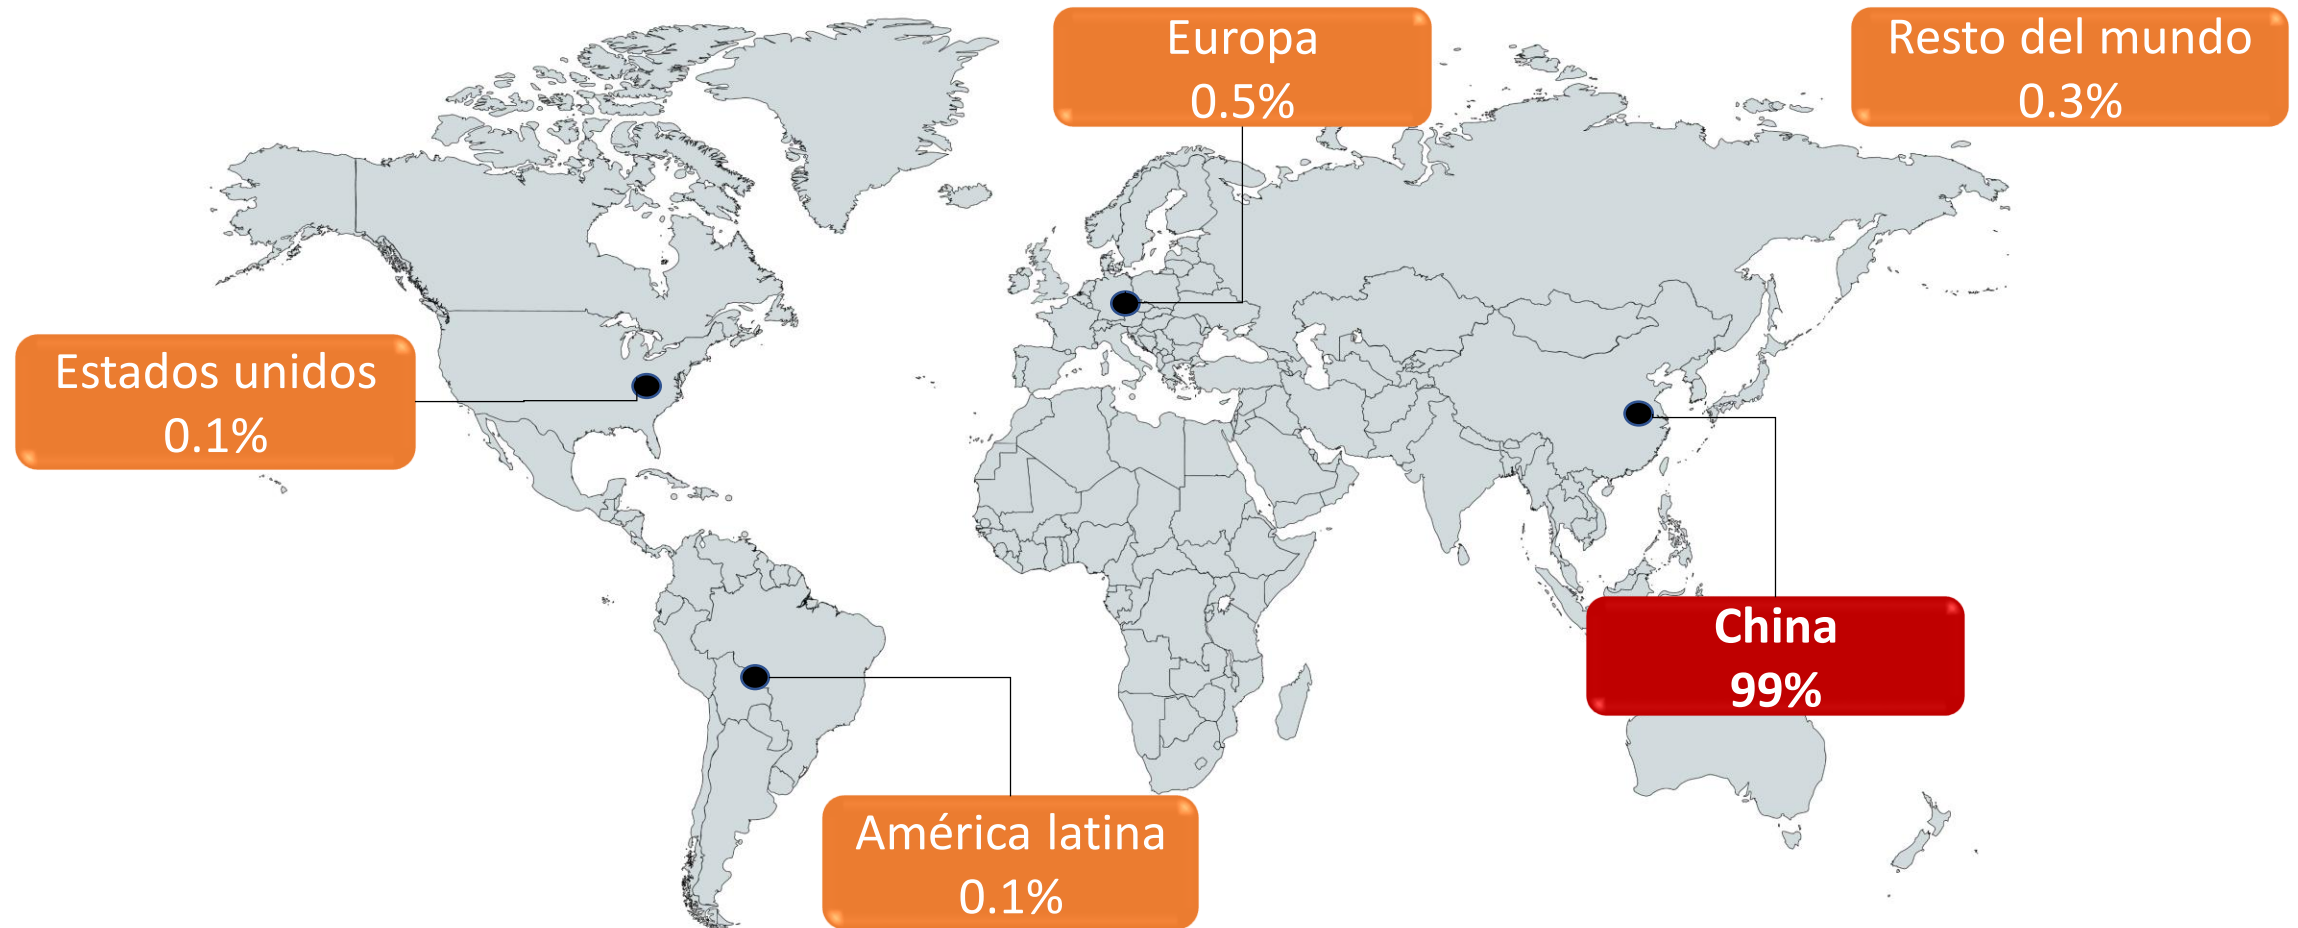 Europa
0.5%
Resto del mundo
0.3%
Estados unidos
0.1%
China
99%
América latina
0.1%